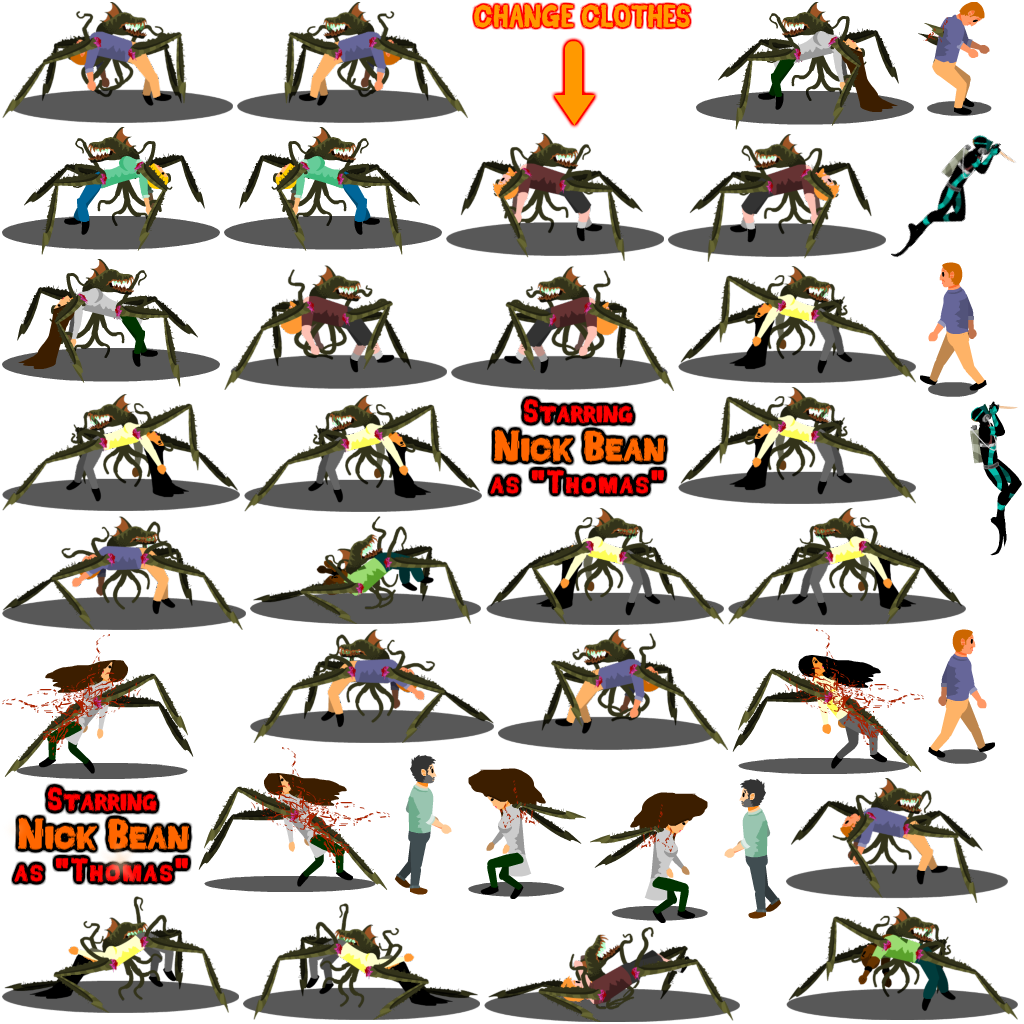 CHANGE CLOTHES
STARRING
NICK BEAN
AS "THOMAS"
STARRING
NICK BEAN
AS "THOMAS"